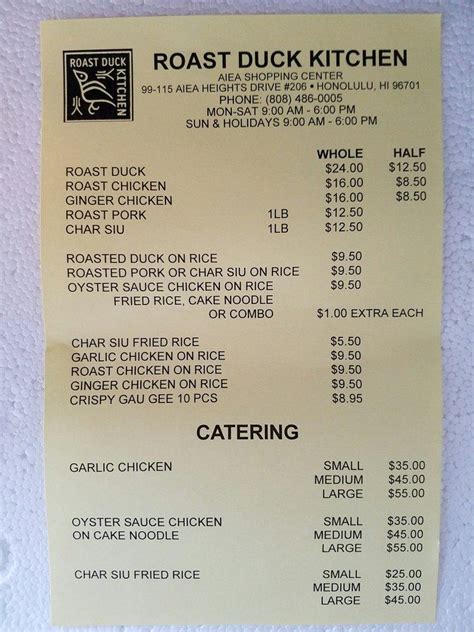 ROAST DUCK
KITCHEN
ROAST DUCK KITCHEN
AIEA SHOPPING CENTER
99-115 AIEA HEIGHTS DRIVE #206 • HONOLULU, HI 96701
PHONE: (808) 486-0005
MON-SAT 9:00 AM - 6:00 PM
SUN & HOLIDAYS 9:00 AM - 6:00 PM
WHOLE HALF
ROAST DUCK $24.00 $12.50
ROAST CHICKEN $16.00 $8.50
GINGER CHICKEN $16.00 $8.50
ROAST PORK 1LB $12.50
CHAR SIU 1LB $12.50
ROASTED DUCK ON RICE $9.50
ROASTED PORK OR CHAR SIU ON RICE $9.50
OYSTER SAUCE CHICKEN ON RICE $9.50
FRIED RICE, CAKE NOODLE
OR COMBO $1.00 EXTRA EACH
CHAR SIU FRIED RICE $5.50
GARLIC CHICKEN ON RICE $9.50
ROAST CHICKEN ON RICE $9.50
GINGER CHICKEN ON RICE $9.50
CRISPY GAU GEE 10 PCS $8.95
CATERING
GARLIC CHICKEN SMALL $35.00
MEDIUM $45.00
LARGE $55.00
OYSTER SAUCE CHICKEN SMALL $35.00
ON CAKE NOODLE MEDIUM $45.00
LARGE $55.00
CHAR SIU FRIED RICE SMALL $25.00
MEDIUM $35.00
LARGE $45.00